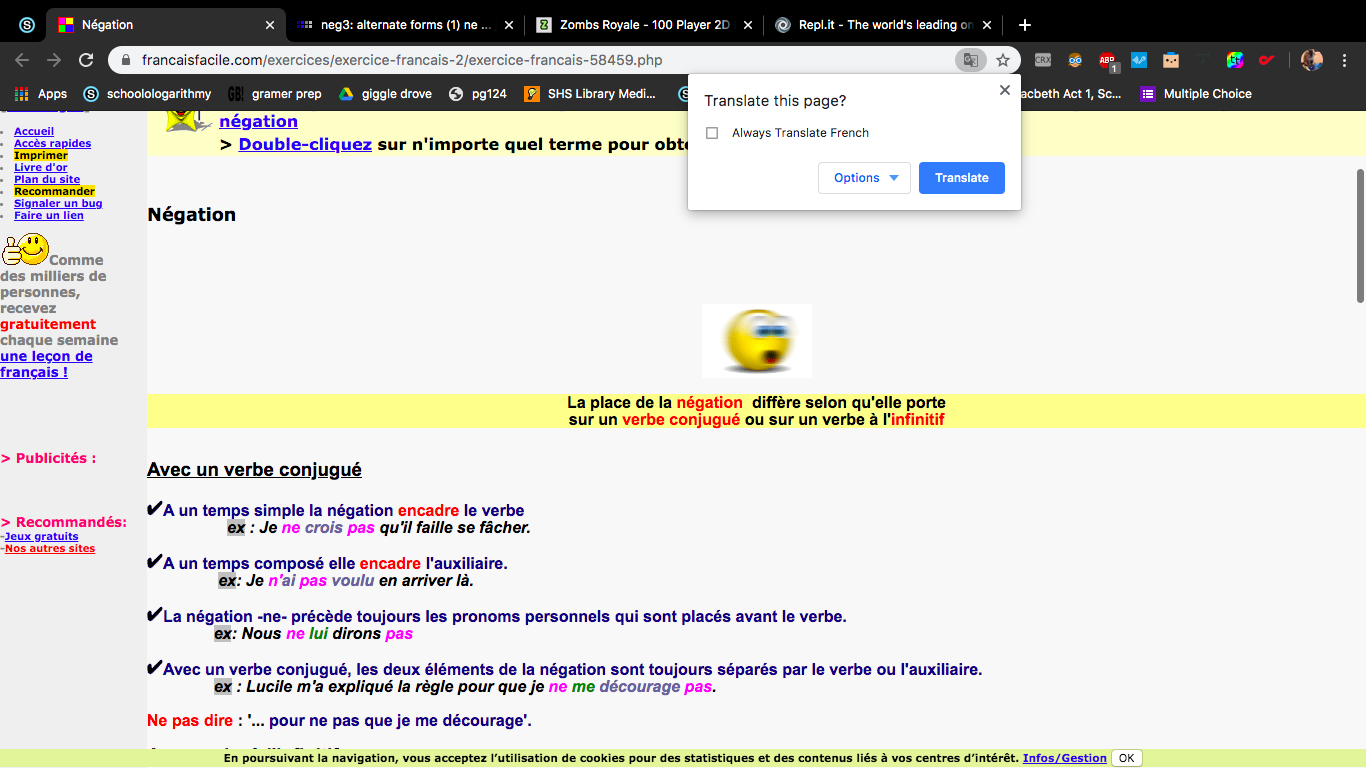 Négation
neg3: alternate forms (1) ne ...
Zombs Royale - 100 Player 2D
Repl.it - The world's leading on
francaisfacile.com/exercices/exercice-francais-2/exercice-francais-58459.php
CRX
ABP
1
Apps
schoolologarithmy
GB!
gramer prep
giggle drove
pg124
SHS Library Medi...
acbeth Act 1, Sc...
Multiple Choice
Translate this page?
Always Translate French
Options
Translate
Accueil
Accès rapides
Imprimer
Livre d'or
Plan du site
Recommander
Signaler un bug
Faire un lien
Comme
des milliers de
personnes,
recevez
gratuitement
chaque semaine
une leçon de
français !
> Publicités :
> Recommandés:
-Jeux gratuits
-Nos autres sites
négation
> Double-cliquez sur n'importe quel terme pour obte
Négation
La place de la négation diffère selon qu'elle porte
sur un verbe conjugué ou sur un verbe à l'infinitif
Avec un verbe conjugué
✔A un temps simple la négation encadre le verbe
ex : Je ne crois pas qu'il faille se fâcher.
✔A un temps composé elle encadre l'auxiliaire.
ex: Je n'ai pas voulu en arriver là.
✔La négation -ne- précède toujours les pronoms personnels qui sont placés avant le verbe.
ex: Nous ne lui dirons pas
✔Avec un verbe conjugué, les deux éléments de la négation sont toujours séparés par le verbe ou l'auxiliaire.
ex : Lucile m'a expliqué la règle pour que je ne me décourage pas.
Ne pas dire : '... pour ne pas que je me décourage'.
En poursuivant la navigation, vous acceptez l'utilisation de cookies pour des statistiques et des contenus liés à vos centres d'intérêt. Infos/Gestion OK